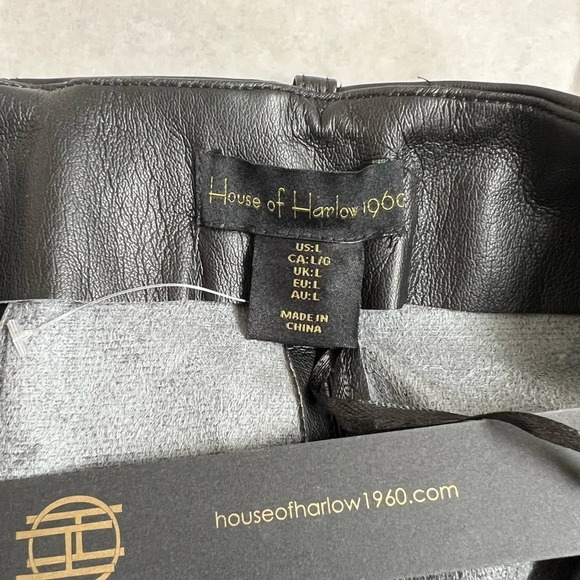 House of Harlow 1960
US:L
CA:L/G
UK:L
EU:L
AU:L
MADE IN
CHINA
houseofharlow1960.com